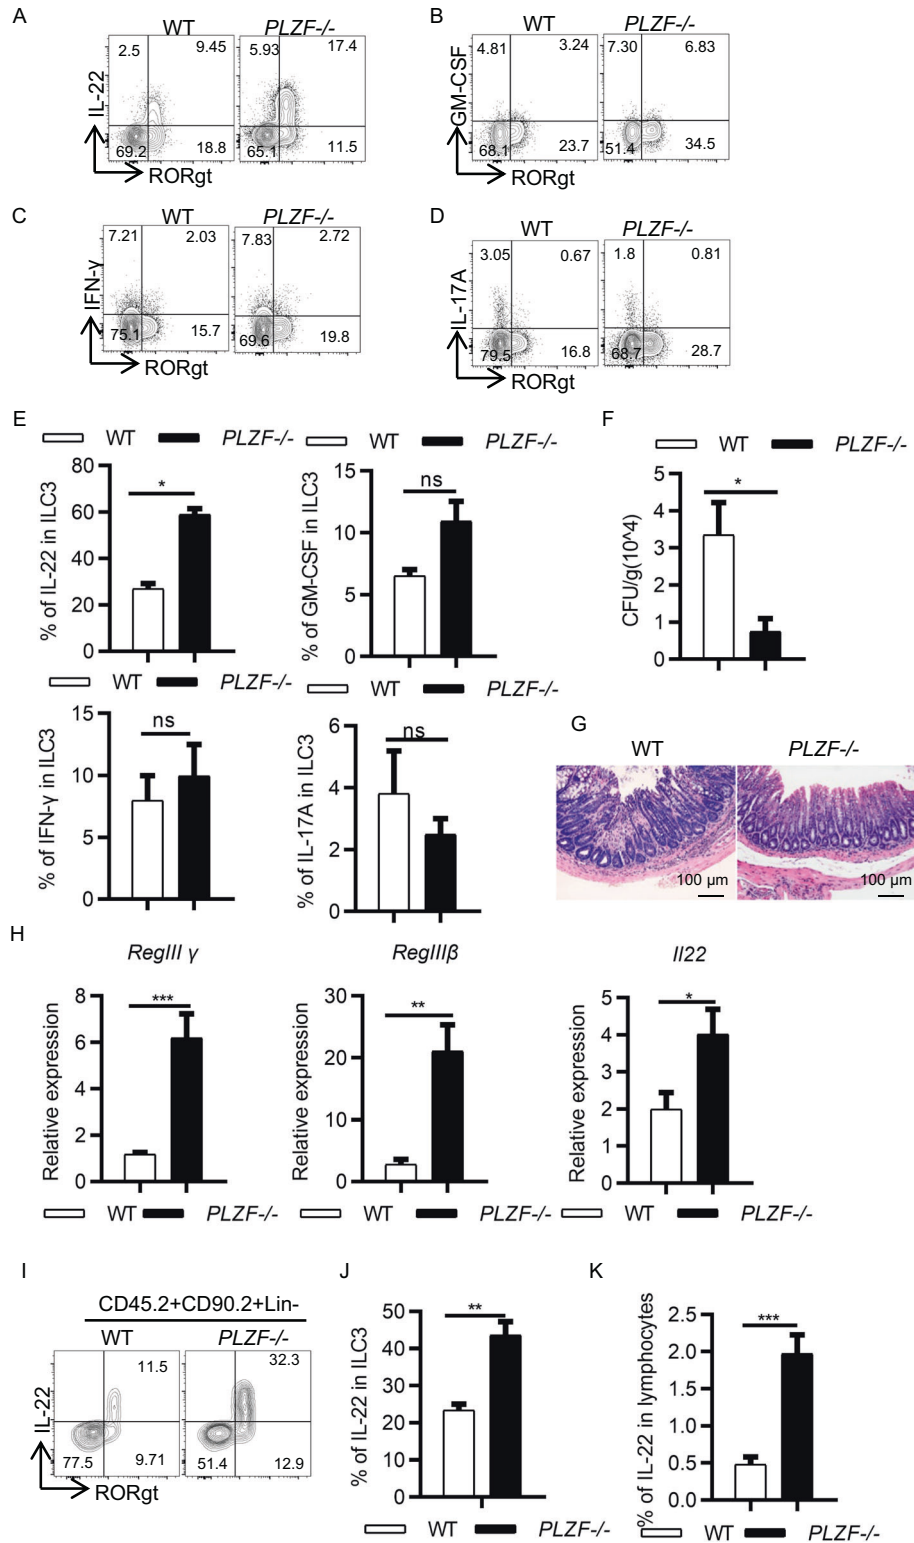 A
WT PLZF-/-
2.5 9.45 5.93 17.4
IL-22
69.2 18.8 65.1 11.5
RORgt
B
WT PLZF-/-
4.81 3.24 7.30 6.83
GM-CSF
68.1 23.7 51.4 34.5
RORgt
C
WT PLZF-/-
7.21 2.03 7.83 2.72
IFN-γ
75.1 15.7 69.6 19.8
RORgt
D
WT PLZF-/-
3.05 0.67 1.8 0.81
IL-17A
79.5 16.8 68.7 28.7
RORgt
E
WT PLZF-/-
% of IL-22 in ILC3
80
60
40
20
0
*
WT PLZF-/-
% of GM-CSF in ILC3
15
10
5
0
ns
WT PLZF-/-
% of IFN-γ in ILC3
15
10
5
0
ns
WT PLZF-/-
% of IL-17A in ILC3
6
4
2
0
ns
F
WT PLZF-/-
CFU/g(10^4)
5
4
3
2
1
0
*
G
WT PLZF-/-
100 µm 100 µm
H
RegIII γ
Relative expression
8
6
4
2
0
***
WT PLZF-/-
RegIIIβ
Relative expression
30
20
10
0
**
WT PLZF-/-
Il22
Relative expression
5
4
3
2
1
0
*
WT PLZF-/-
I
CD45.2+CD90.2+Lin-
WT PLZF-/-
11.5 32.3
IL-22
77.5 9.71 51.4 12.9
RORgt
J
% of IL-22 in ILC3
50
40
30
20
10
0
**
WT PLZF-/-
K
% of IL-22 in lymphocytes
2.5
2.0
1.5
1.0
0.5
0.0
***
WT PLZF-/-